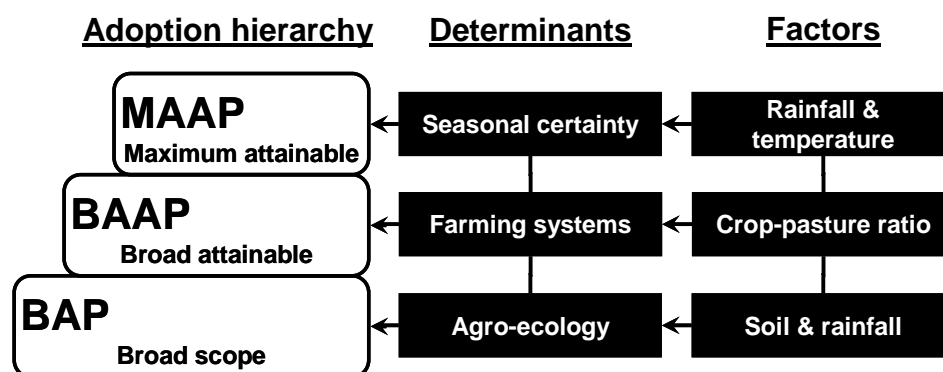 Adoption hierarchy Determinants Factors
MAAP
Maximum attainable
Seasonal certainty
Rainfall &
temperature
BAAP
Broad attainable
Farming systems
Crop-pasture ratio
BAP
Broad scope
Agro-ecology
Soil & rainfall